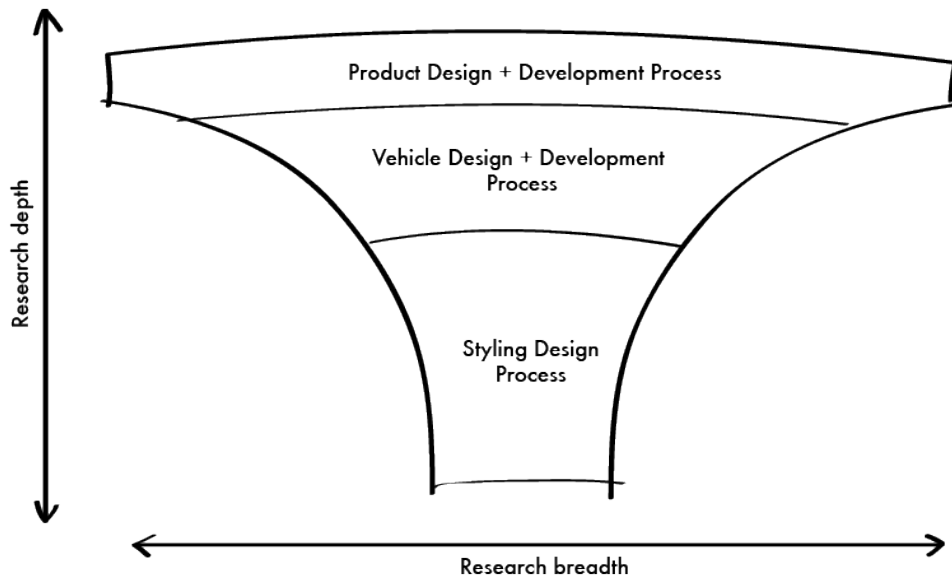 Product Design + Development Process
Vehicle Design + Development
Process
Research depth
Styling Design
Process
Research breadth